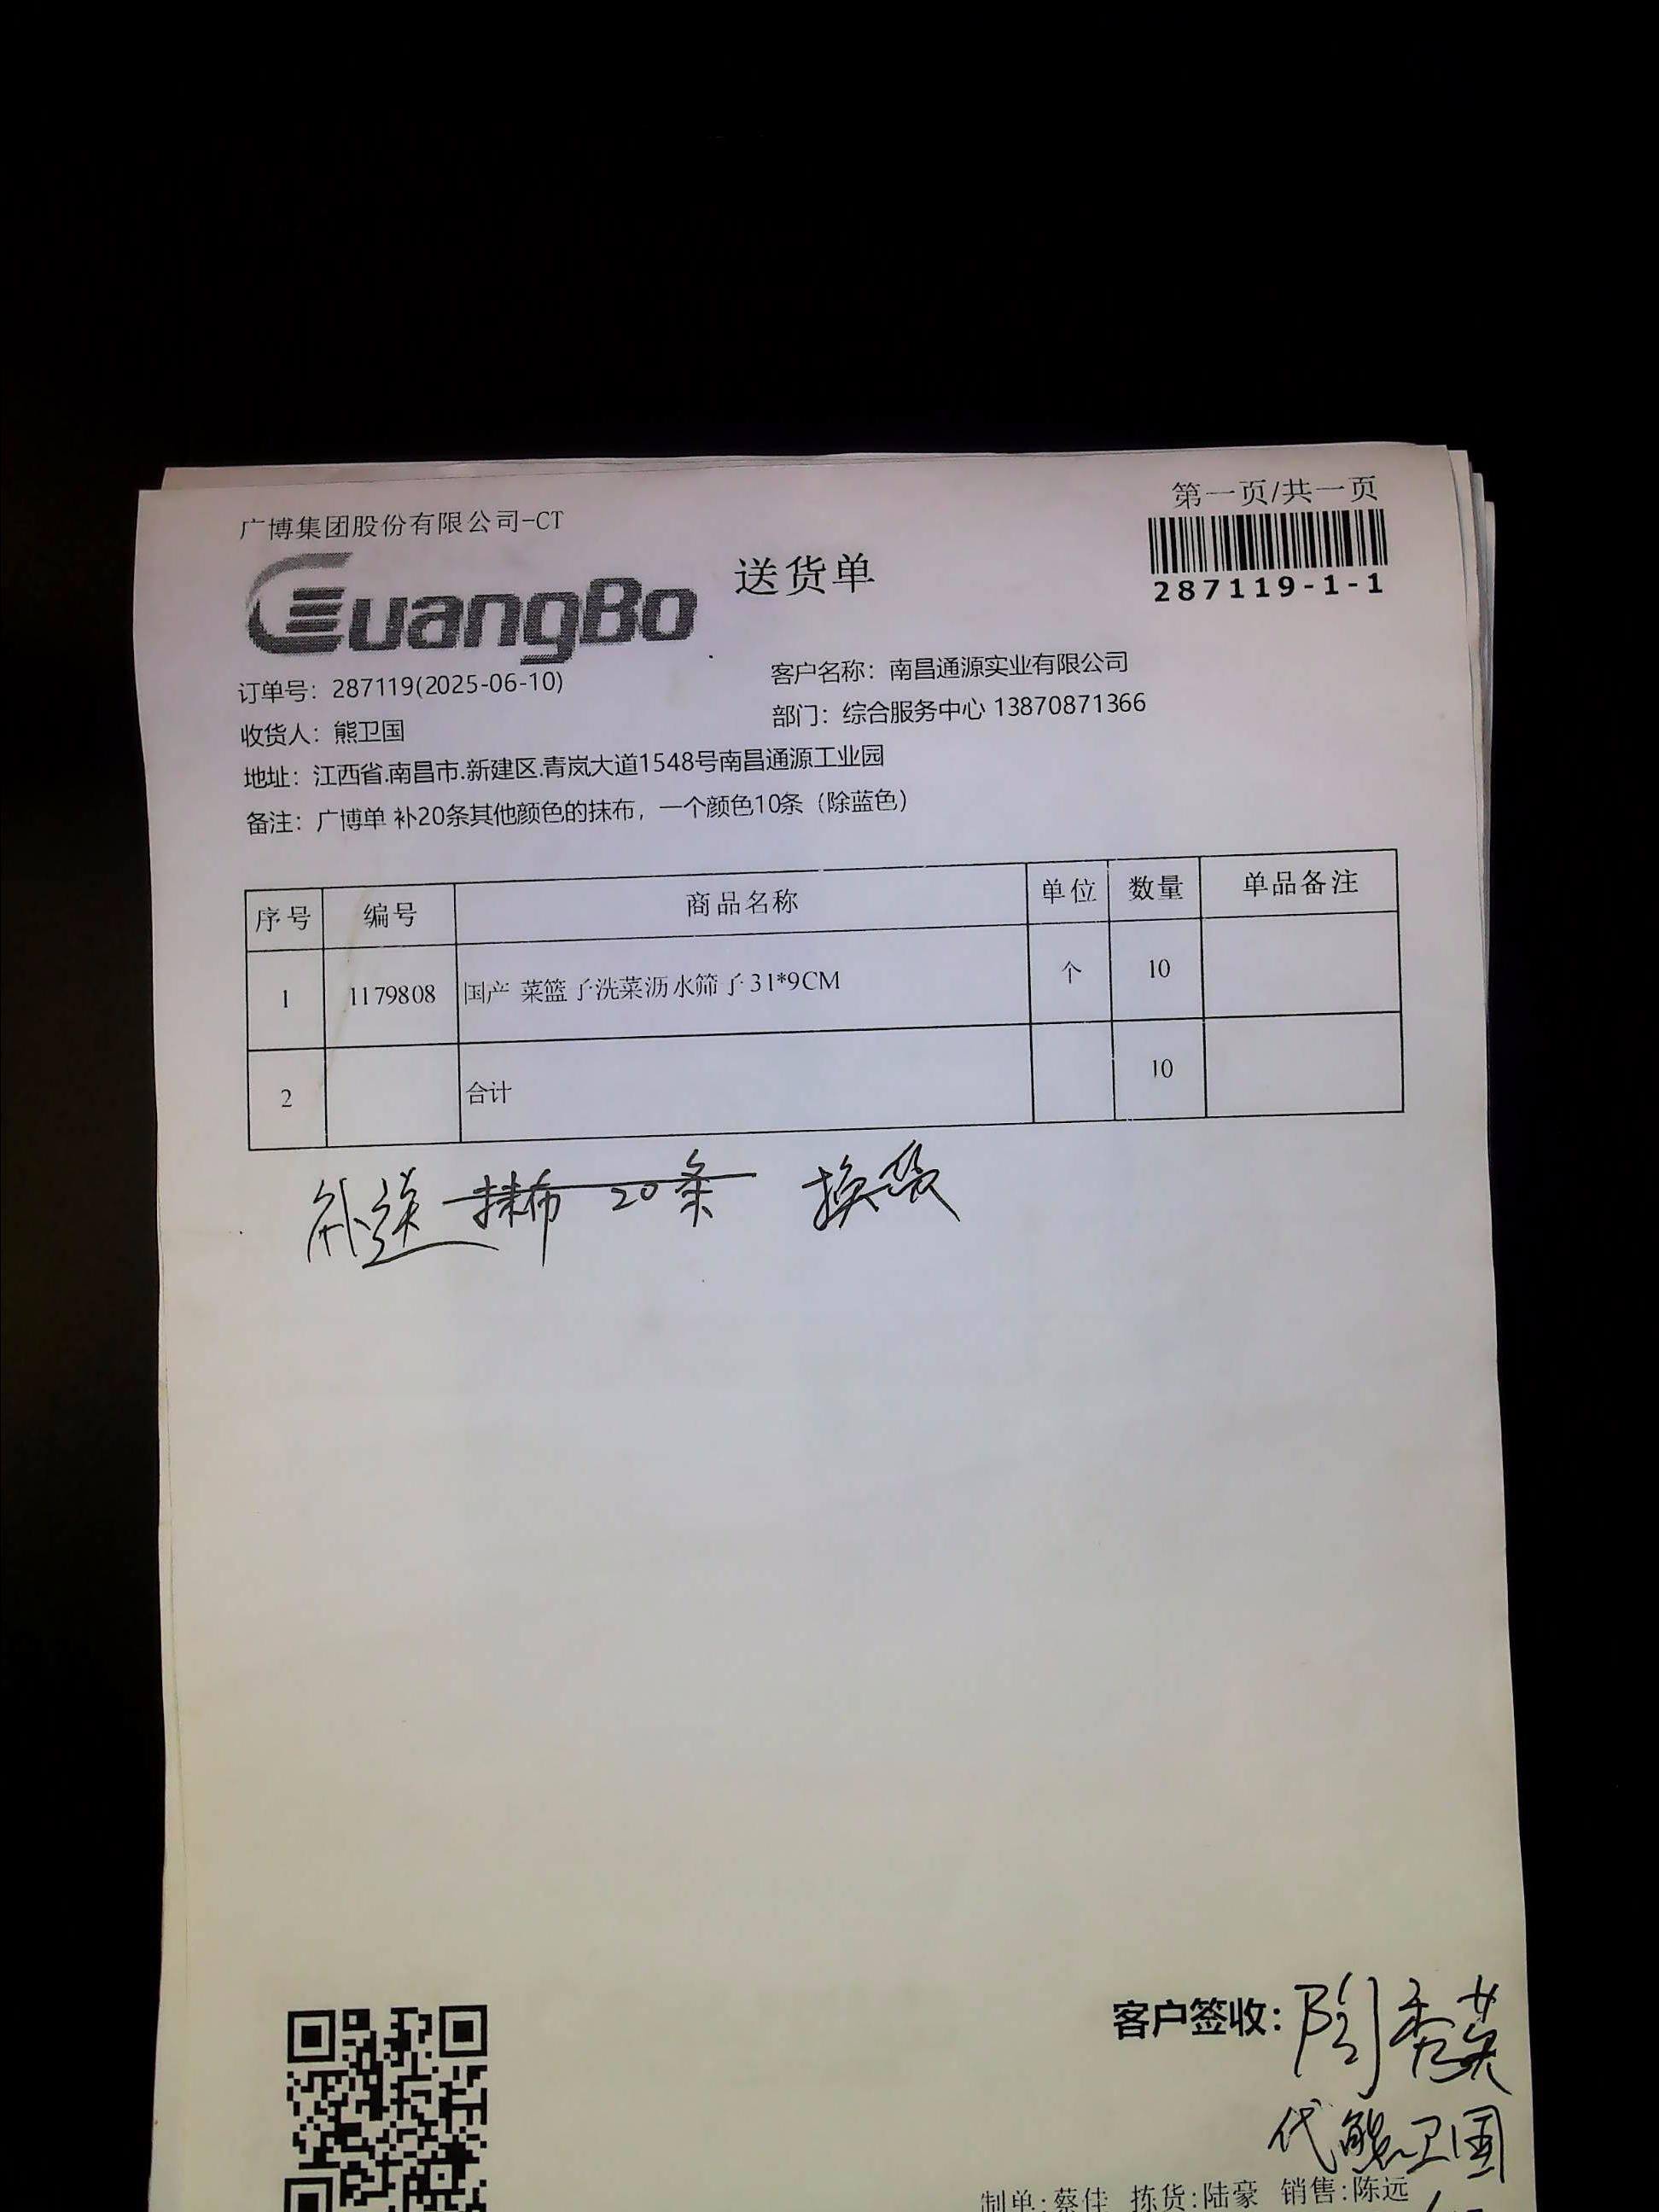 第一页/共一页
广博集团股份有限公司-CT
GuangBo
送货单
287119-1-1
订单号：287119(2025-06-10)
客户名称：南昌通源实业有限公司
收货人：熊卫国
部门：综合服务中心 13870871366
地址：江西省.南昌市.新建区.青岚大道1548号南昌通源工业园
备注：广博单 补20条其他颜色的抹布，一个颜色10条（除蓝色）
序号 编号 商品名称 单位 数量 单品备注
1 1179808 国产 菜篮子洗菜沥水筛子31*9CM 个 10
2 合计 10
补送 抹布 20条 换货
客户签收：陶秀英
代熊卫国
制单:蔡佳 拣货:陆豪 销售:陈远